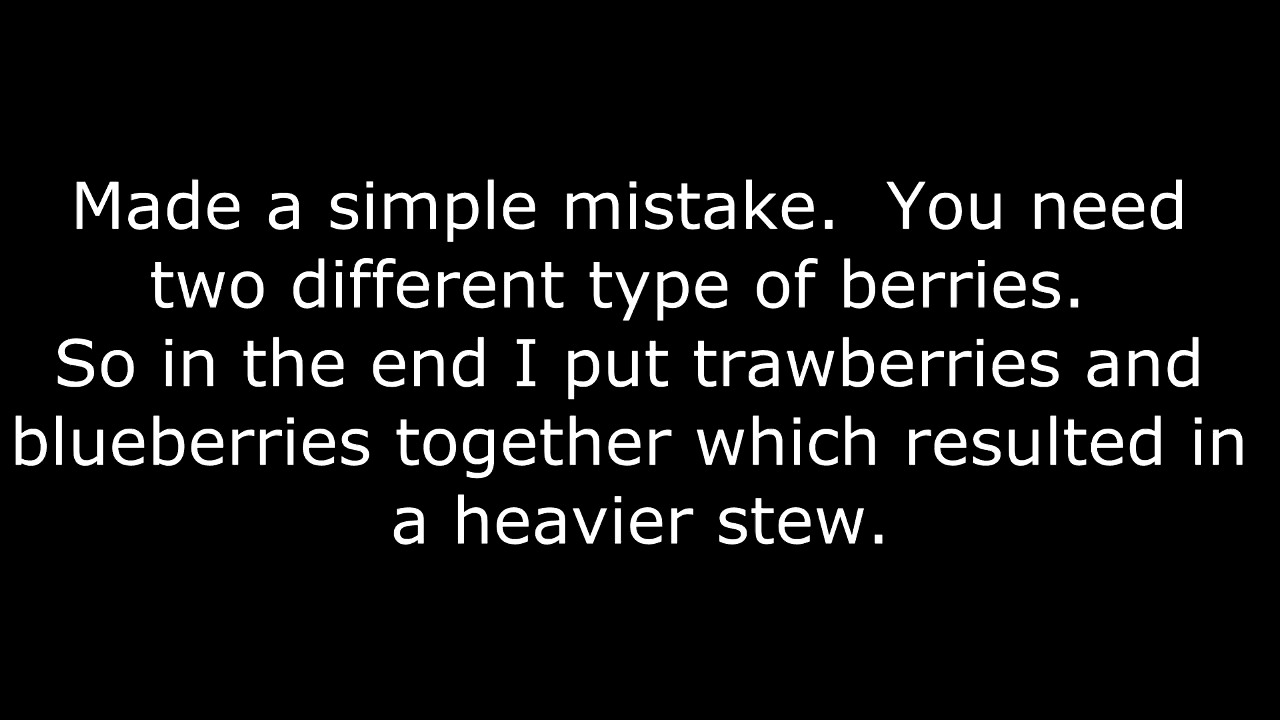 Made a simple mistake.  You need
two different type of berries.
So in the end I put trawberries and
blueberries together which resulted in
a heavier stew.